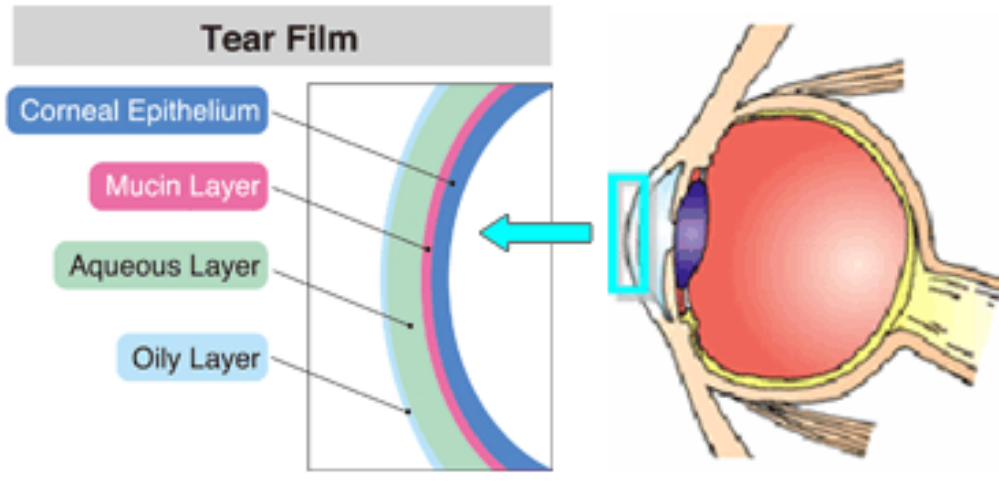 Tear Film
Corneal Epithelium
Mucin Layer
Aqueous Layer
Oily Layer